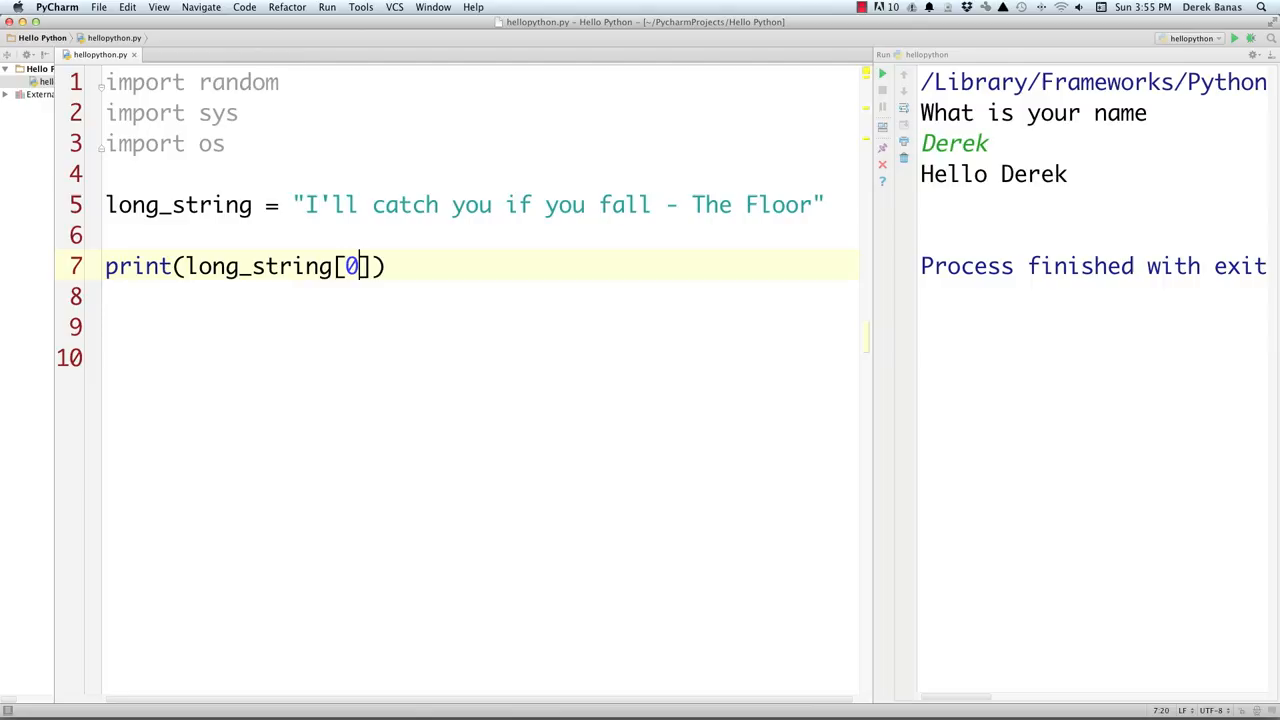 PyCharm File Edit View Navigate Code Refactor Run Tools VCS Window Help 10 Sun 3:55 PM Derek Banas
hellopython.py – Hello Python – [~/PycharmProjects/Hello Python]
Hello Python hellopython.py hellopython
hellopython.py Run hellopython
Hello F
hell
Externa
1 import random
2 import sys
3 import os
4
5 long_string = "I'll catch you if you fall - The Floor"
6
7 print(long_string[0])
8
9
10
/Library/Frameworks/Python
What is your name
Derek
Hello Derek
Process finished with exit
7:20 LF UTF-8